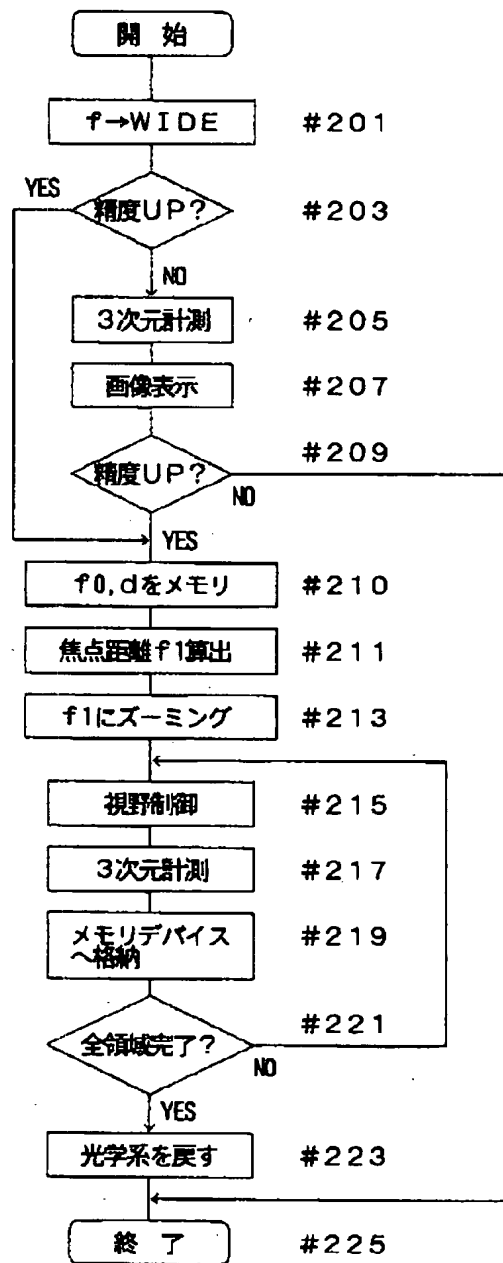 開 始
f→WIDE #201
YES
精度UP? #203
NO
3次元計測 #205
画像表示 #207
精度UP? #209
NO
YES
f0,dをメモリ #210
焦点距離f1算出 #211
f1にズーミング #213
視野制御 #215
3次元計測 #217
メモリデバイス #219
へ格納
全領域完了? #221
NO
YES
光学系を戻す #223
終 了 #225